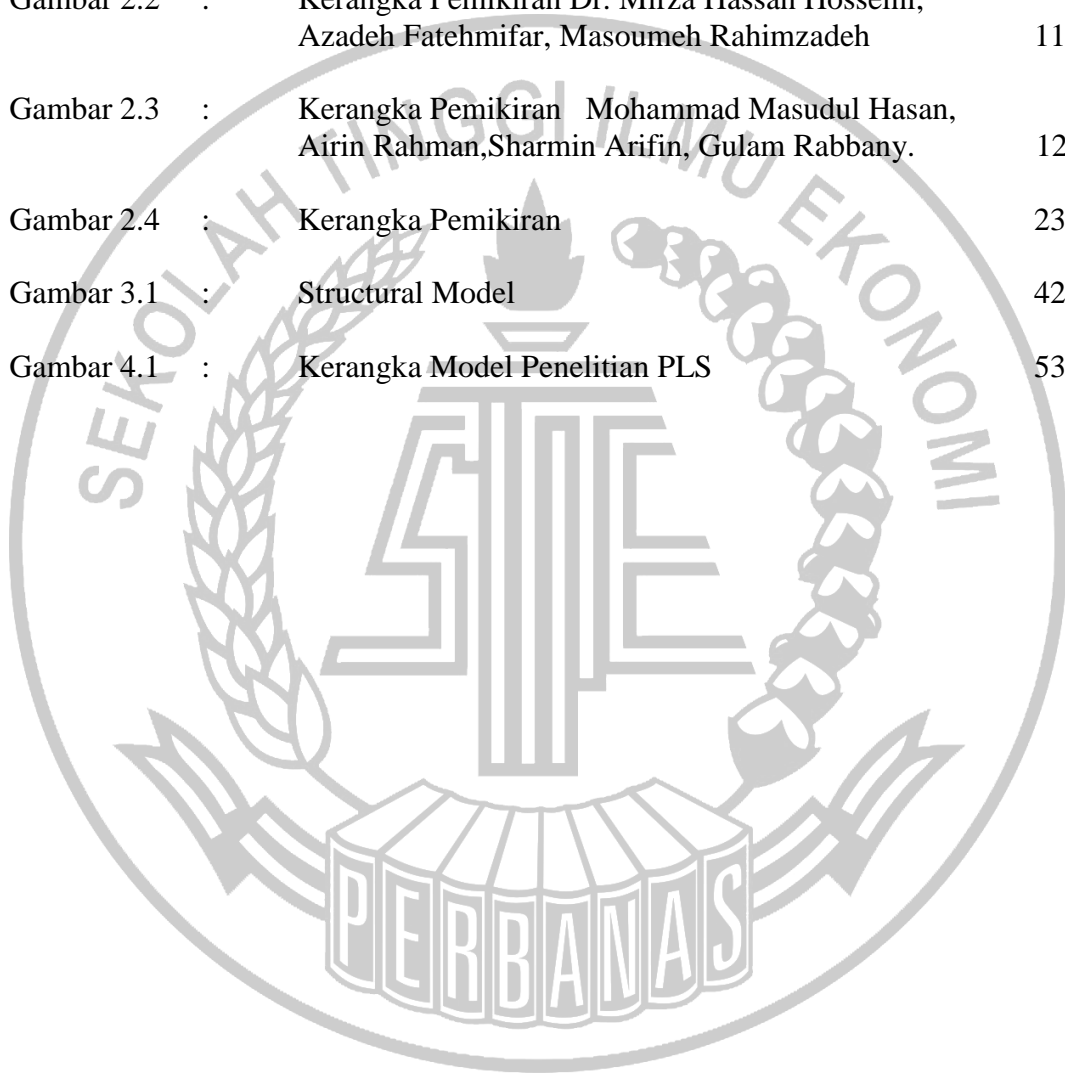 Gambar 2.2 : Kerangka Pemikiran Dr. Mirza Hassan Hosseini,
Azadeh Fatehmifar, Masoumeh Rahimzadeh 11
Gambar 2.3 : Kerangka Pemikiran Mohammad Masudul Hasan,
Airin Rahman,Sharmin Arifin, Gulam Rabbany. 12
Gambar 2.4 : Kerangka Pemikiran 23
Gambar 3.1 : Structural Model 42
Gambar 4.1 : Kerangka Model Penelitian PLS 53
SEKOLAH TINGGI ILMU EKONOMI
STIE
PERBANAS